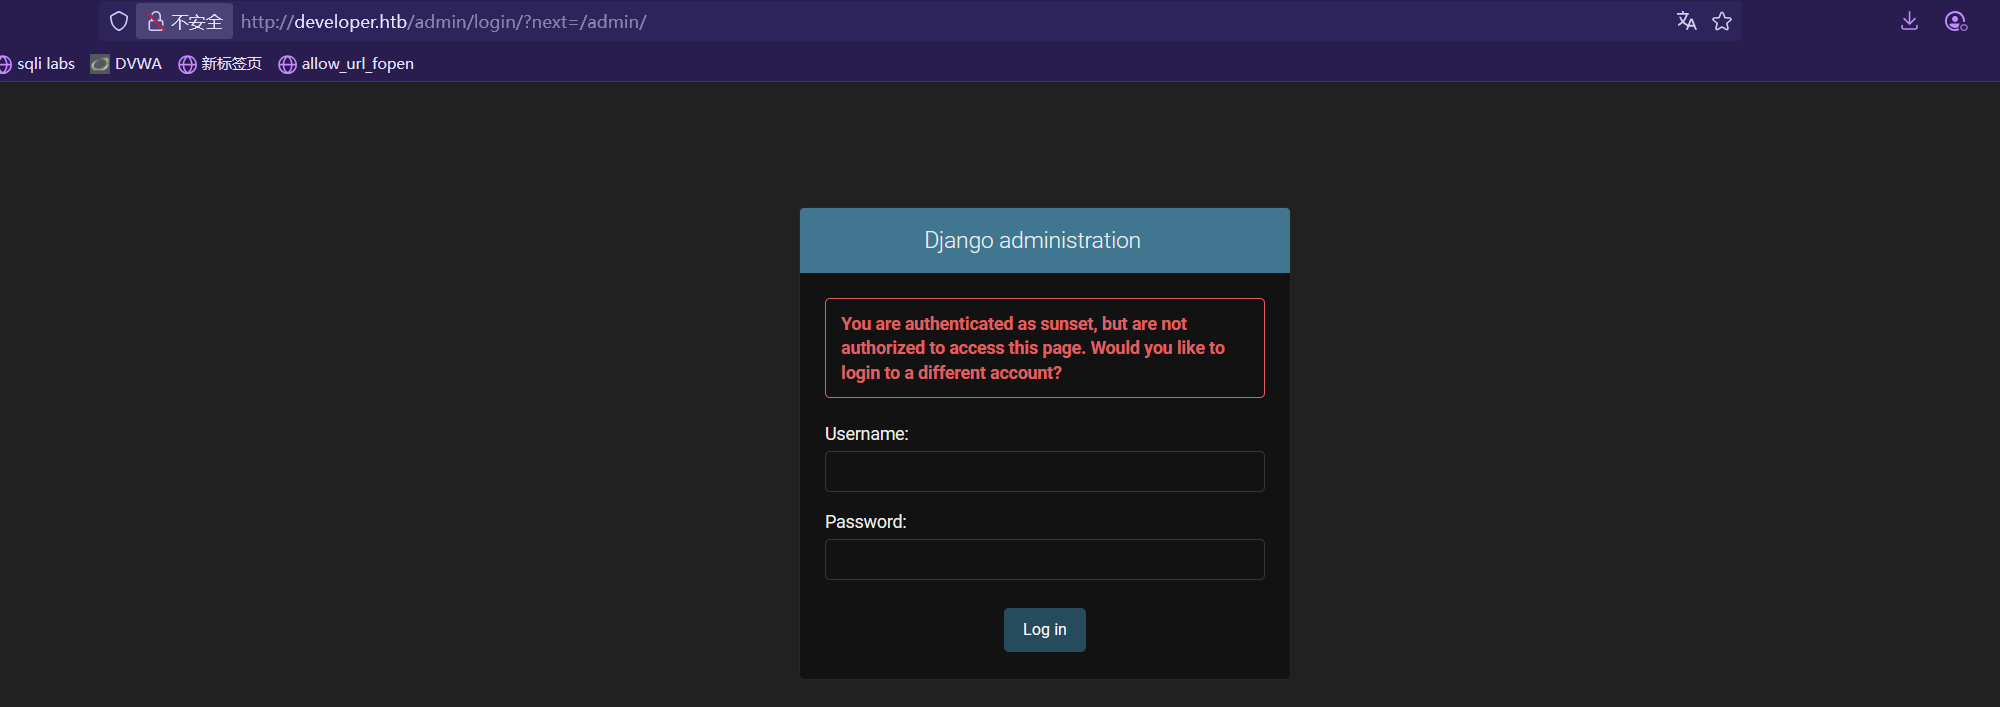 不安全 http://developer.htb/admin/login/?next=/admin/
sqli labs DVWA 新标签页 allow_url_fopen
Django administration
You are authenticated as sunset, but are not
authorized to access this page. Would you like to
login to a different account?
Username:
Password:
Log in